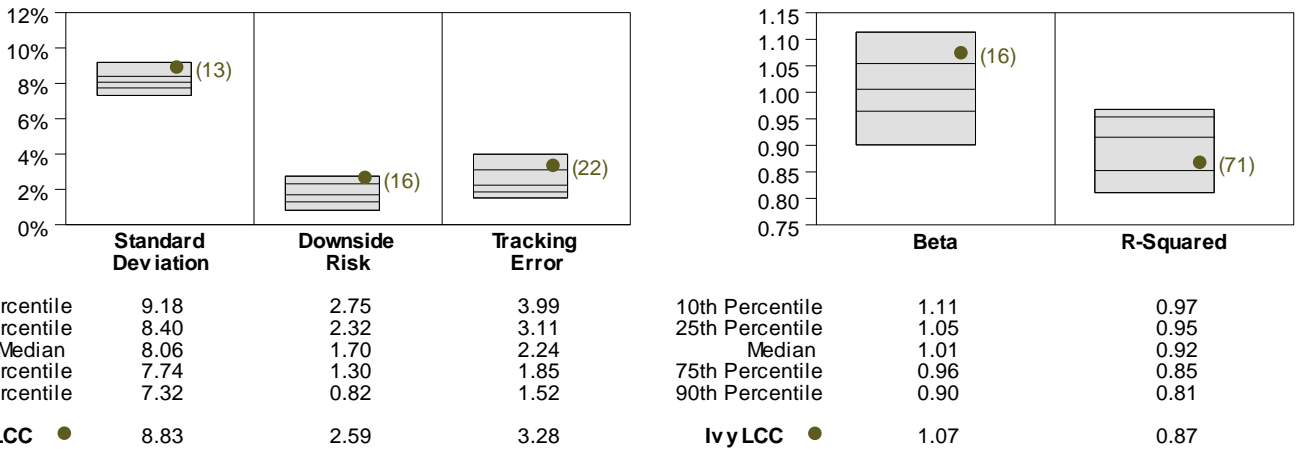 12%
10%
8%
6%
4%
2%
0%
(13)
(16)
(22)
Standard Deviation
Downside Risk
Tracking Error
rcentile 9.18 2.75 3.99
rcentile 8.40 2.32 3.11
Median 8.06 1.70 2.24
rcentile 7.74 1.30 1.85
rcentile 7.32 0.82 1.52
LCC 8.83 2.59 3.28
1.15
1.10
1.05
1.00
0.95
0.90
0.85
0.80
0.75
(16)
(71)
Beta
R-Squared
10th Percentile 1.11 0.97
25th Percentile 1.05 0.95
Median 1.01 0.92
75th Percentile 0.96 0.85
90th Percentile 0.90 0.81
Ivy LCC 1.07 0.87